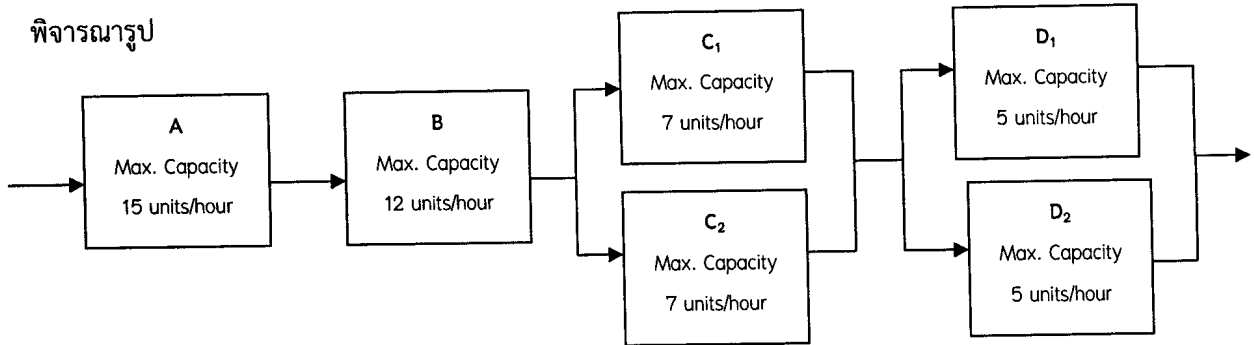 พิจารณารูป
A
Max. Capacity
15 units/hour
B
Max. Capacity
12 units/hour
C₁
Max. Capacity
7 units/hour
C₂
Max. Capacity
7 units/hour
D₁
Max. Capacity
5 units/hour
D₂
Max. Capacity
5 units/hour